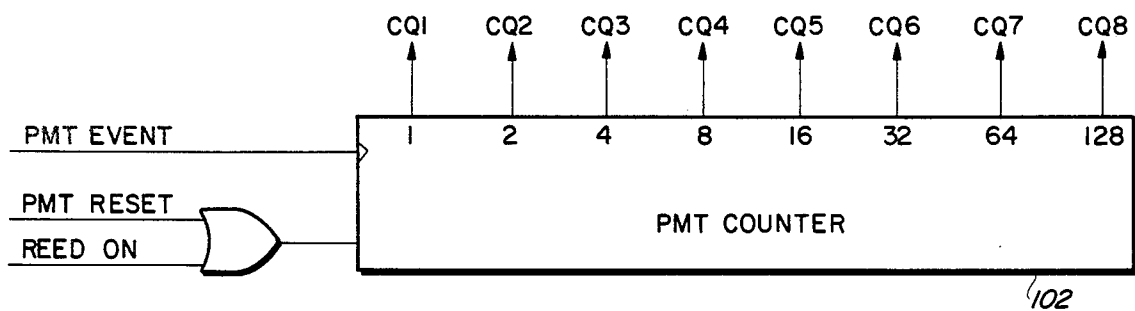 CQ1 CQ2 CQ3 CQ4 CQ5 CQ6 CQ7 CQ8
PMT EVENT
1 2 4 8 16 32 64 128
PMT RESET
PMT COUNTER
REED ON
102